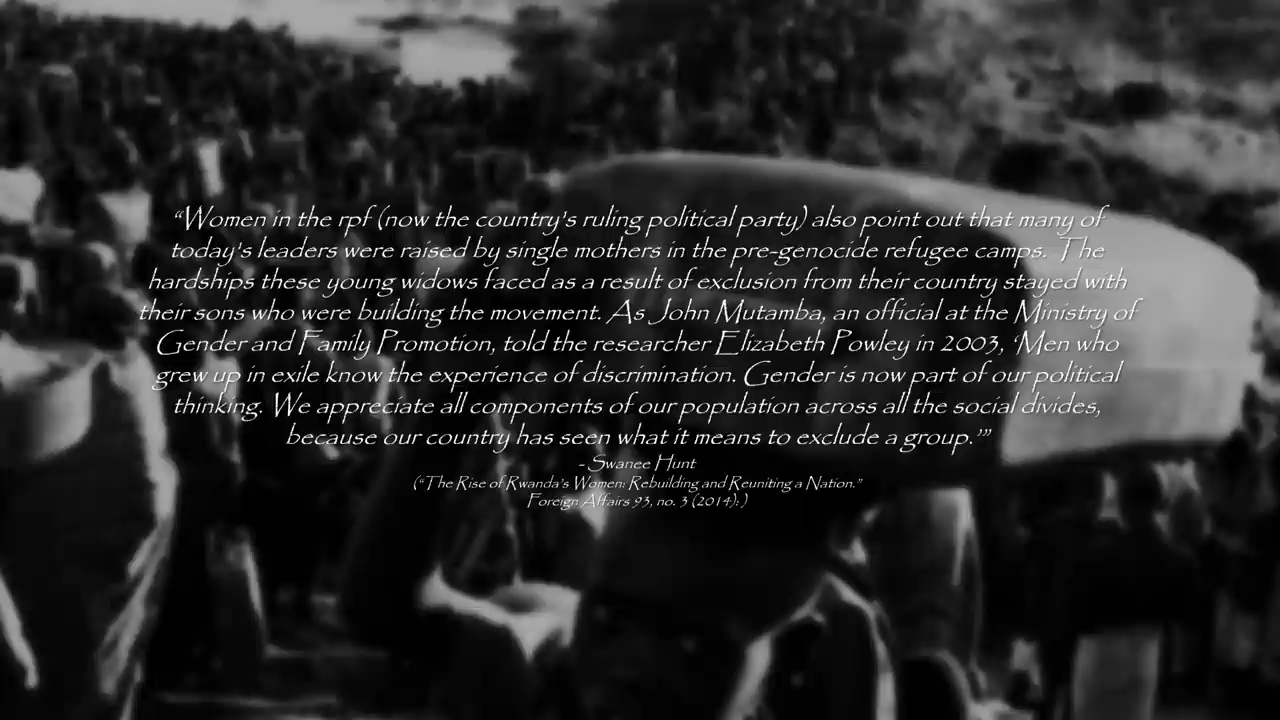 “Women in the rpf (now the country's ruling political party) also point out that many of
today's leaders were raised by single mothers in the pre-genocide refugee camps. The
hardships these young widows faced as a result of exclusion from their country stayed with
their sons who were building the movement. As John Mutamba, an official at the Ministry of
Gender and Family Promotion, told the researcher Elizabeth Powley in 2003, ‘Men who
grew up in exile know the experience of discrimination. Gender is now part of our political
thinking. We appreciate all components of our population across all the social divides,
because our country has seen what it means to exclude a group.’”
- Swanee Hunt
(“The Rise of Rwanda's Women: Rebuilding and Reuniting a Nation.”
Foreign Affairs 93, no. 3 (2014): )